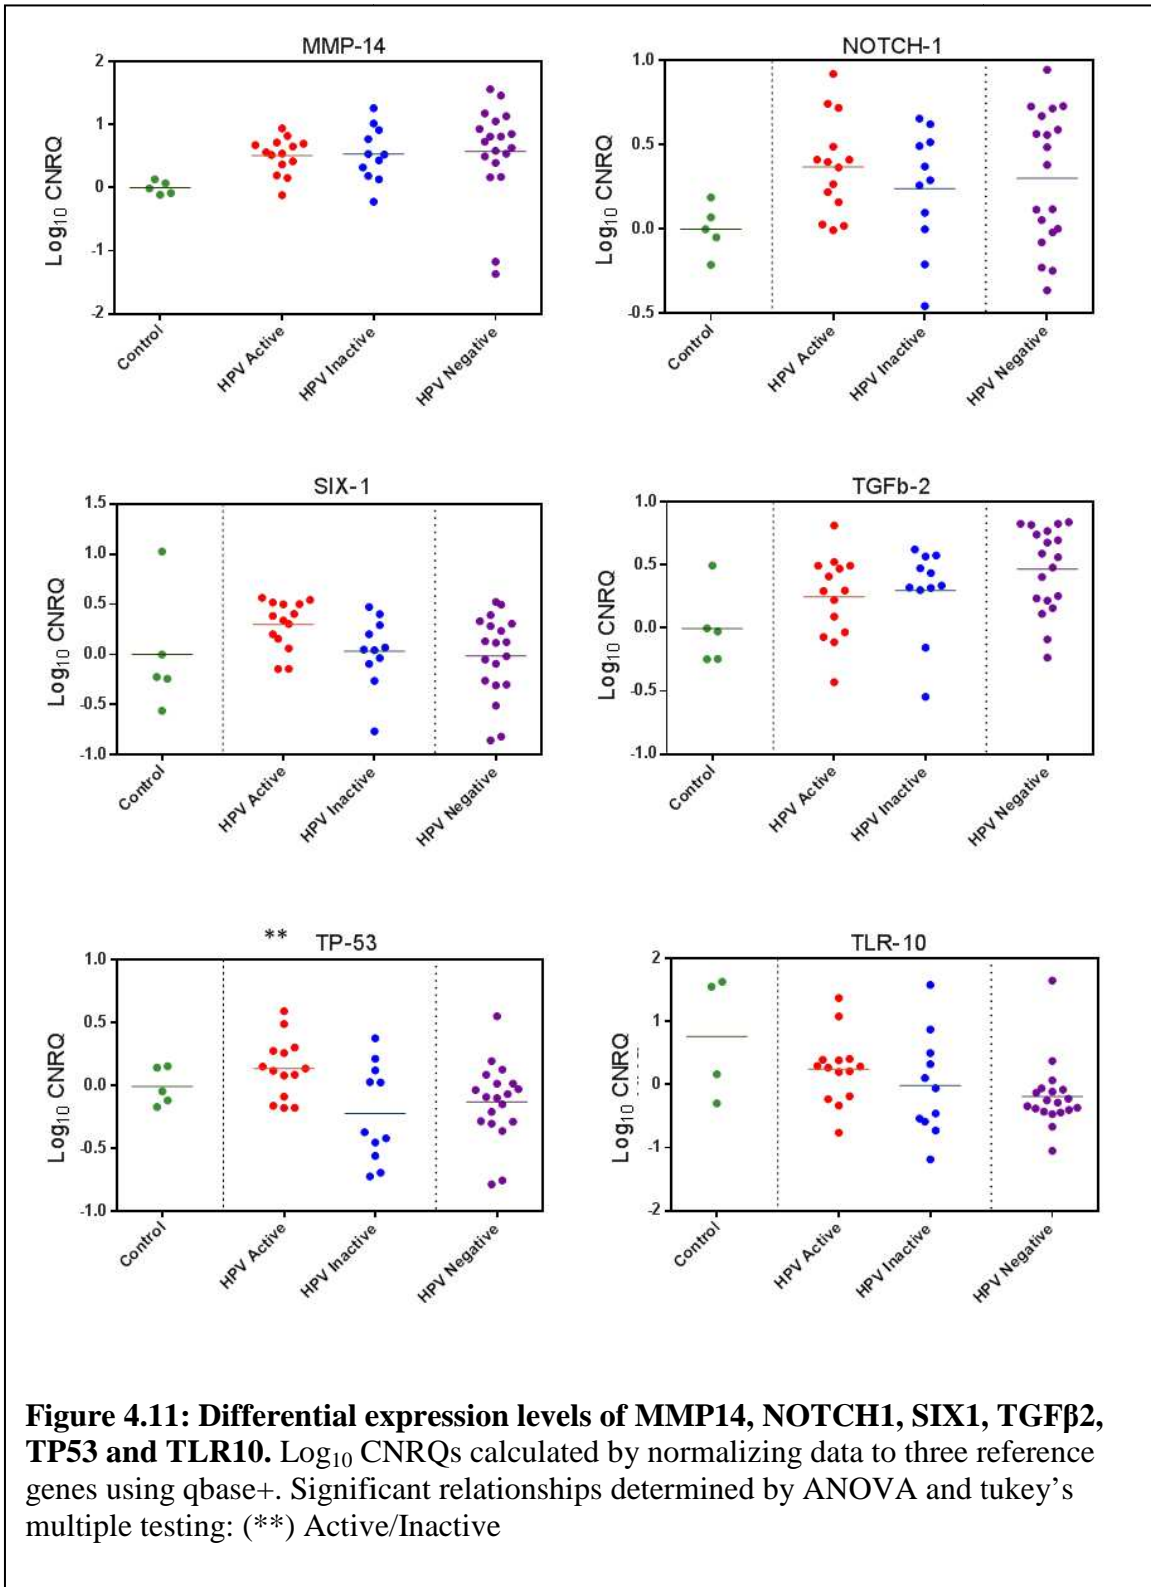 MMP-14
2
1
0
-1
-2
Log10 CNRQ
Control
HPV Active
HPV Inactive
HPV Negative
NOTCH-1
1.0
0.5
0.0
-0.5
Log10 CNRQ
Control
HPV Active
HPV Inactive
HPV Negative
SIX-1
1.5
1.0
0.5
0.0
-0.5
-1.0
Log10 CNRQ
Control
HPV Active
HPV Inactive
HPV Negative
TGFb-2
1.0
0.5
0.0
-0.5
-1.0
Log10 CNRQ
Control
HPV Active
HPV Inactive
HPV Negative
** TP-53
1.0
0.5
0.0
-0.5
-1.0
Log10 CNRQ
Control
HPV Active
HPV Inactive
HPV Negative
TLR-10
2
1
0
-1
-2
Log10 CNRQ
Control
HPV Active
HPV Inactive
HPV Negative
Figure 4.11: Differential expression levels of MMP14, NOTCH1, SIX1, TGFβ2,
TP53 and TLR10. Log10 CNRQs calculated by normalizing data to three reference
genes using qbase+. Significant relationships determined by ANOVA and tukey's
multiple testing: (**) Active/Inactive